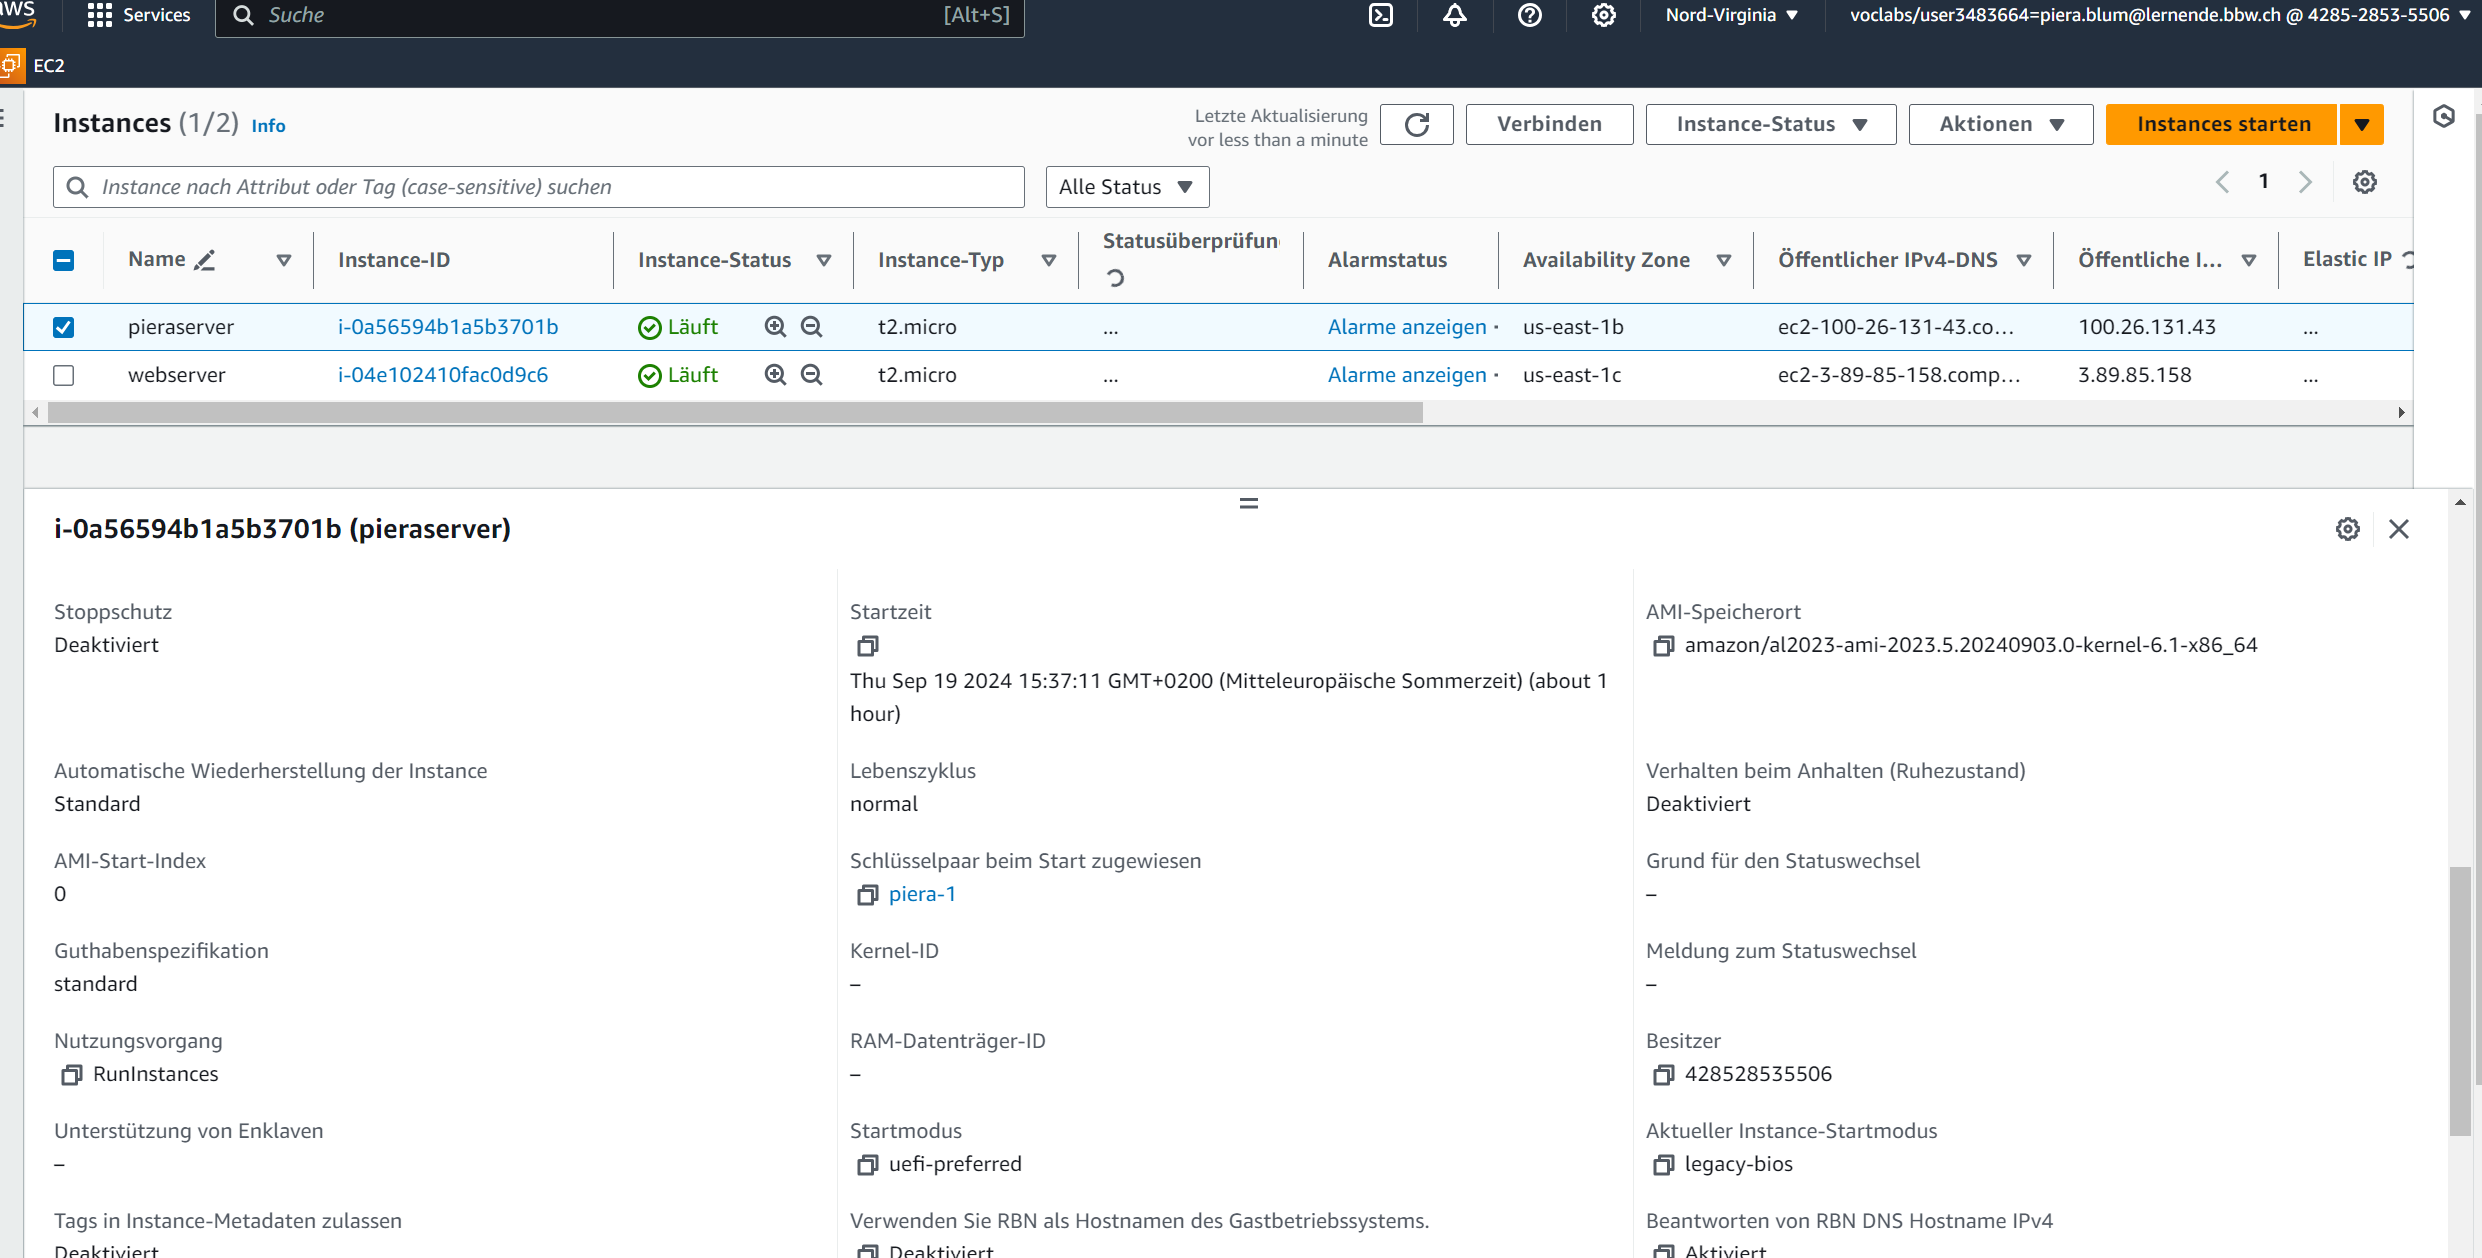 aws
Services
Suche
[Alt+S]
Nord-Virginia
voclabs/user3483664=piera.blum@lernende.bbw.ch @ 4285-2853-5506
EC2
Instances (1/2) Info
Letzte Aktualisierung
vor less than a minute
Verbinden
Instance-Status
Aktionen
Instances starten
Instance nach Attribut oder Tag (case-sensitive) suchen
Alle Status
1
Name
Instance-ID
Instance-Status
Instance-Typ
Statusüberprüfun
Alarmstatus
Availability Zone
Öffentlicher IPv4-DNS
Öffentliche I...
Elastic IP
pieraserver
i-0a56594b1a5b3701b
Läuft
t2.micro
...
Alarme anzeigen
us-east-1b
ec2-100-26-131-43.co...
100.26.131.43
...
webserver
i-04e102410fac0d9c6
Läuft
t2.micro
...
Alarme anzeigen
us-east-1c
ec2-3-89-85-158.comp...
3.89.85.158
...
i-0a56594b1a5b3701b (pieraserver)
Stoppschutz
Deaktiviert
Startzeit
Thu Sep 19 2024 15:37:11 GMT+0200 (Mitteleuropäische Sommerzeit) (about 1
hour)
AMI-Speicherort
amazon/al2023-ami-2023.5.20240903.0-kernel-6.1-x86_64
Automatische Wiederherstellung der Instance
Standard
Lebenszyklus
normal
Verhalten beim Anhalten (Ruhezustand)
Deaktiviert
AMI-Start-Index
0
Schlüsselpaar beim Start zugewiesen
piera-1
Grund für den Statuswechsel
–
Guthabenspezifikation
standard
Kernel-ID
–
Meldung zum Statuswechsel
–
Nutzungsvorgang
RunInstances
RAM-Datenträger-ID
–
Besitzer
428528535506
Unterstützung von Enklaven
–
Startmodus
uefi-preferred
Aktueller Instance-Startmodus
legacy-bios
Tags in Instance-Metadaten zulassen
Deaktiviert
Verwenden Sie RBN als Hostnamen des Gastbetriebssystems.
Deaktiviert
Beantworten von RBN DNS Hostname IPv4
Aktiviert